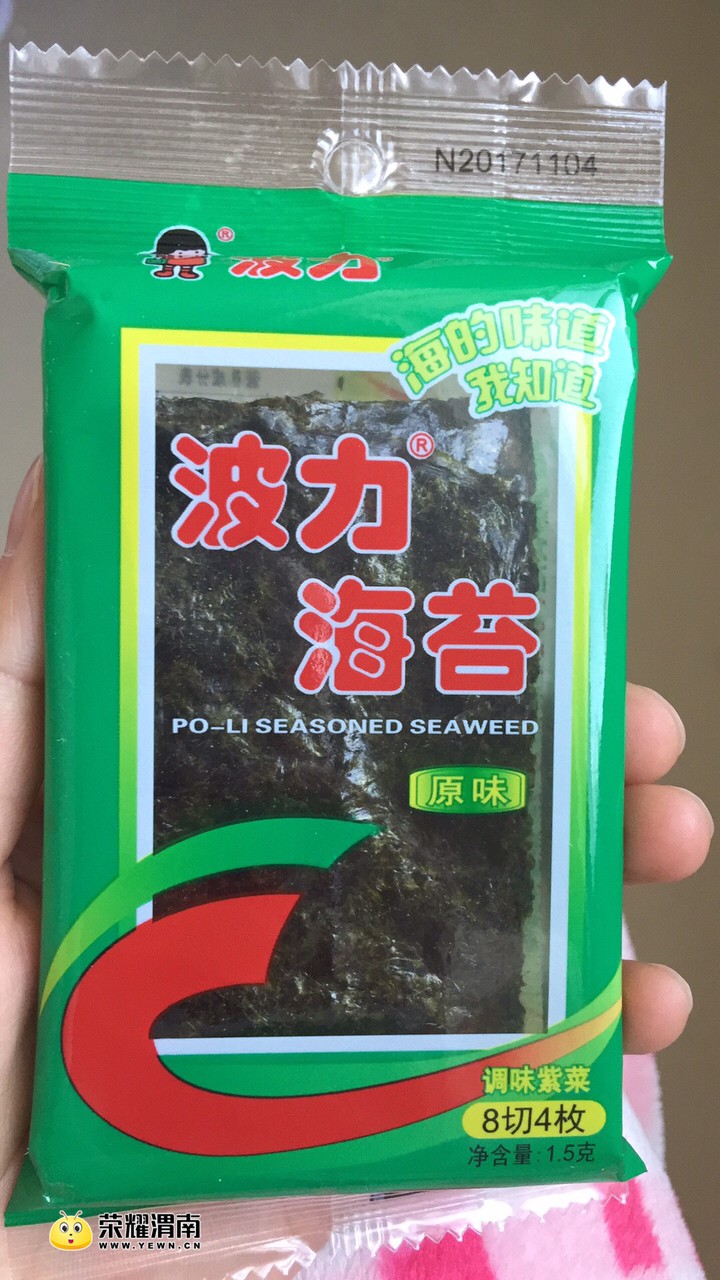 N20171104
® 波力
海的味道
我知道
波力®
海苔
PO-LI SEASONED SEAWEED
原味
调味紫菜
8切4枚
净含量:1.5克
荣耀渭南
WWW.YEWN.CN